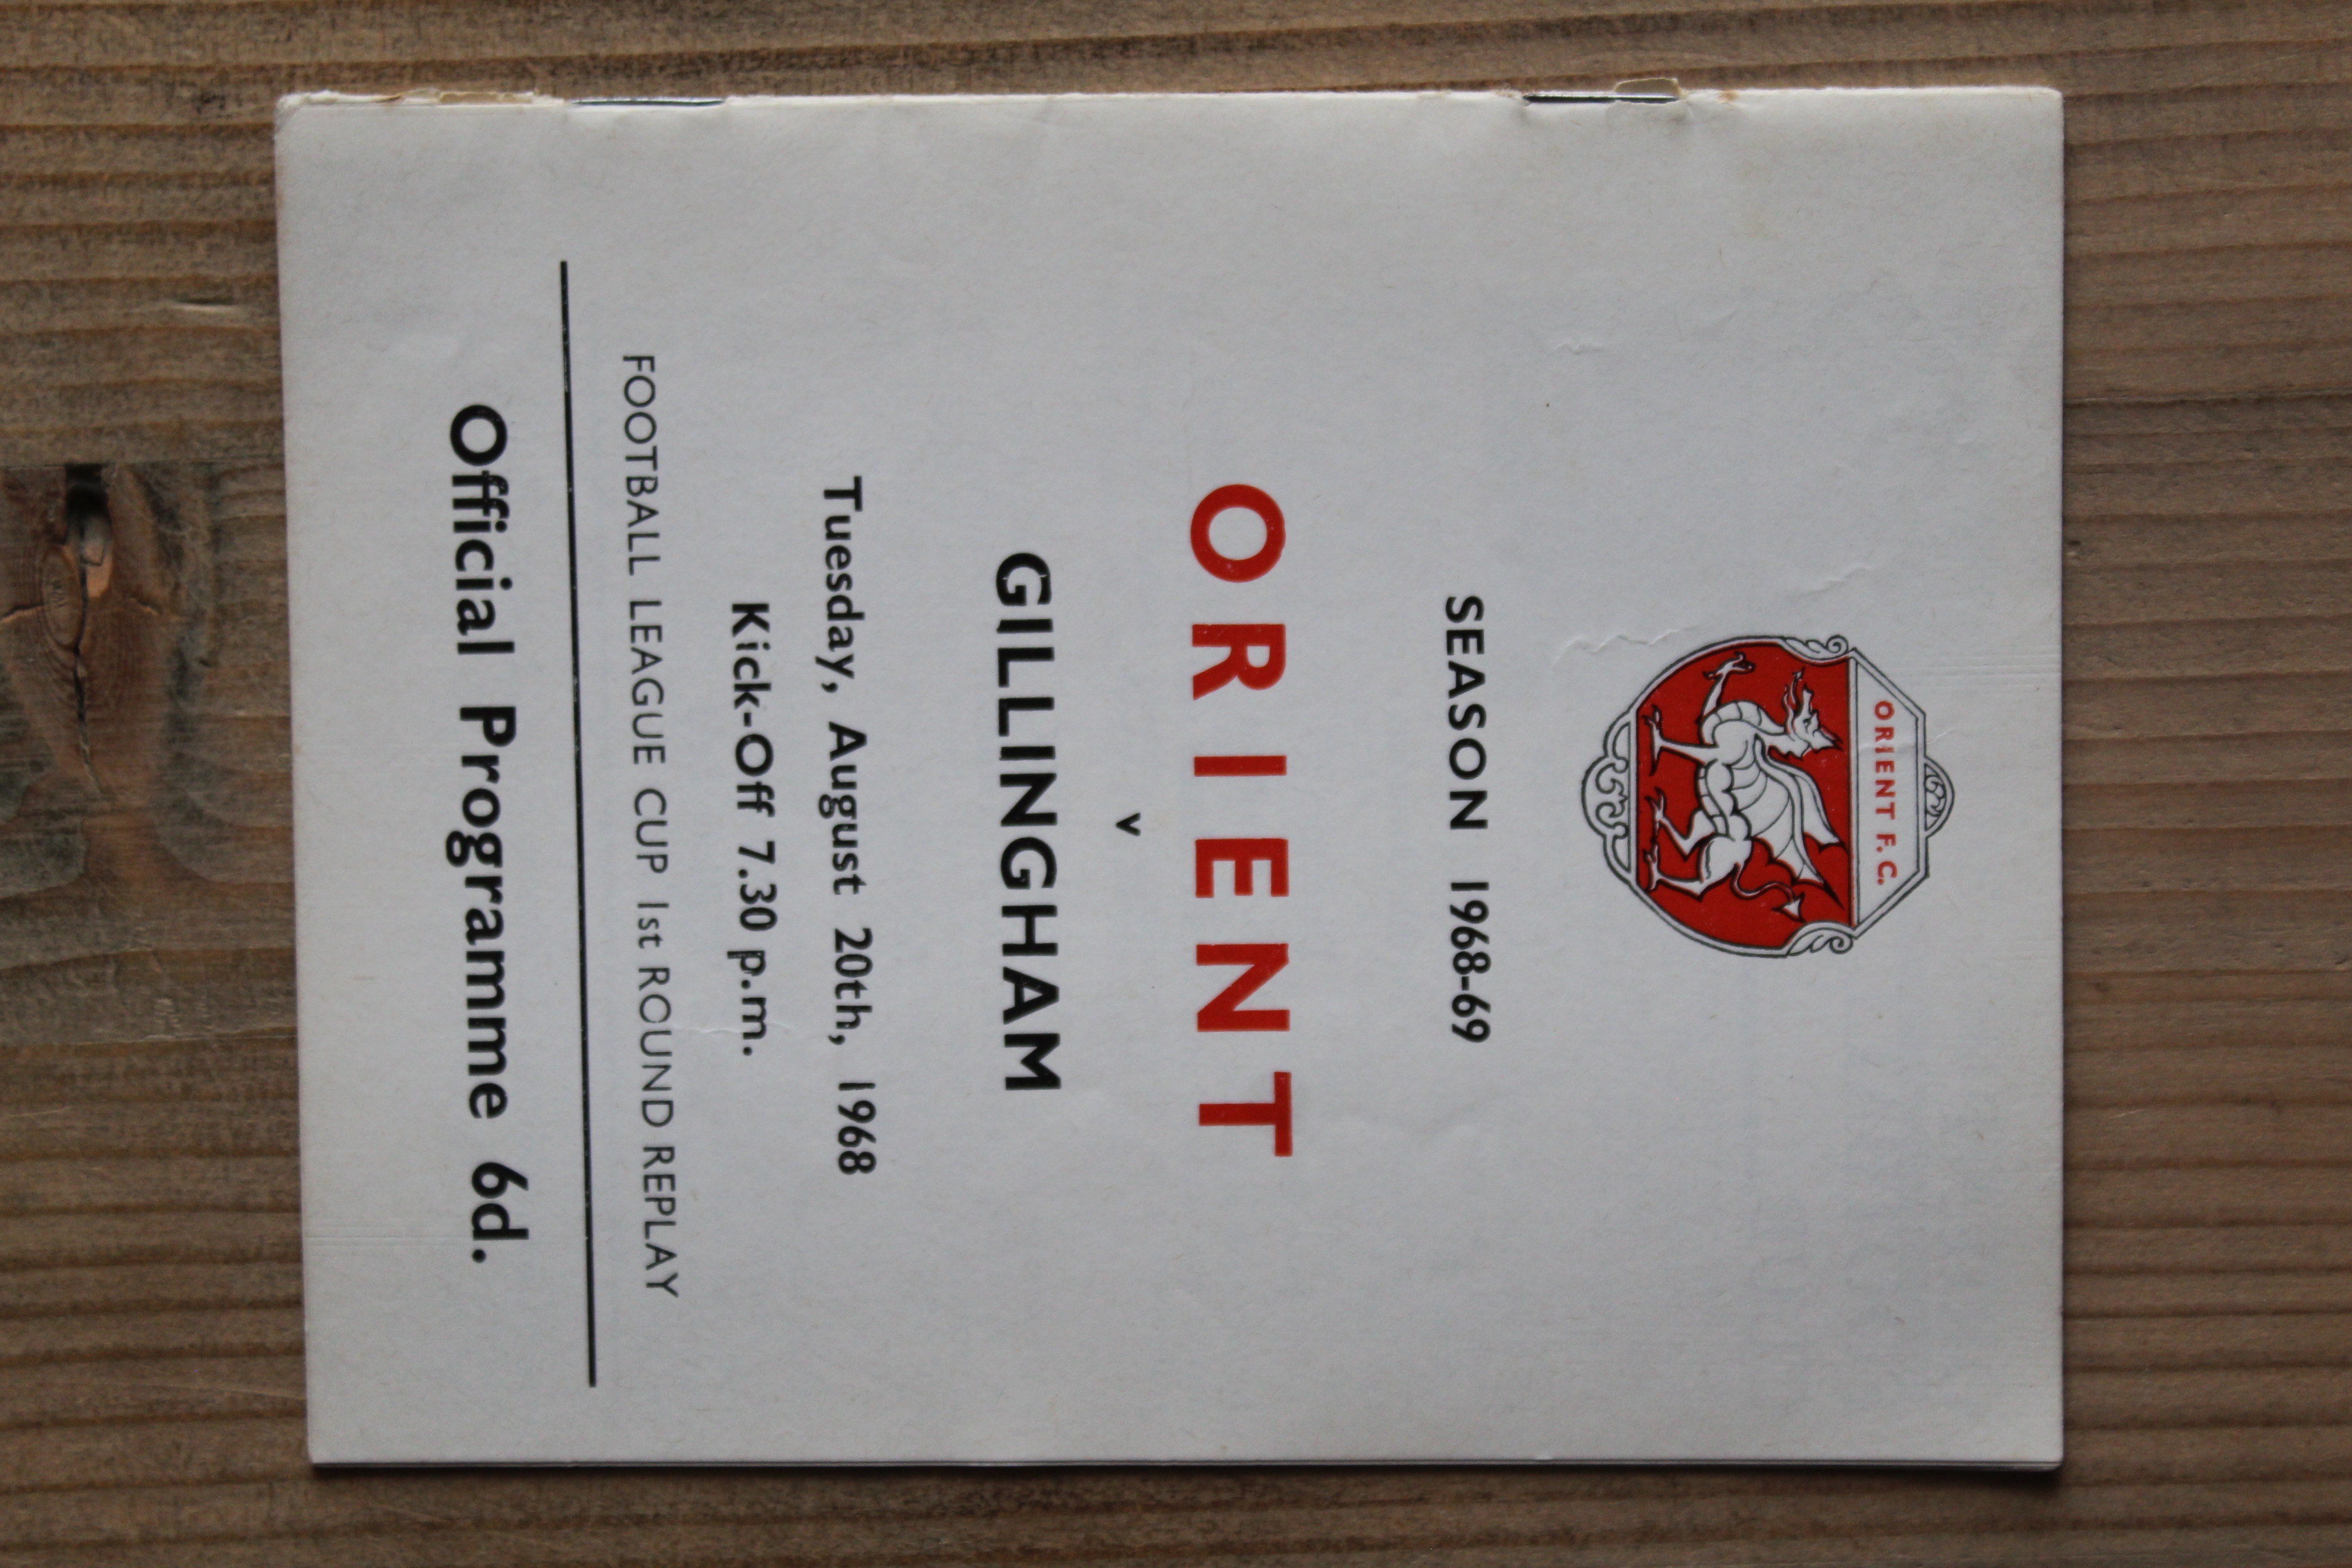 ORIENT F.C.
SEASON 1968-69
ORIENT
v
GILLINGHAM
Tuesday, August 20th, 1968
Kick-Off 7.30 p.m.
FOOTBALL LEAGUE CUP 1st ROUND REPLAY
Official Programme 6d.